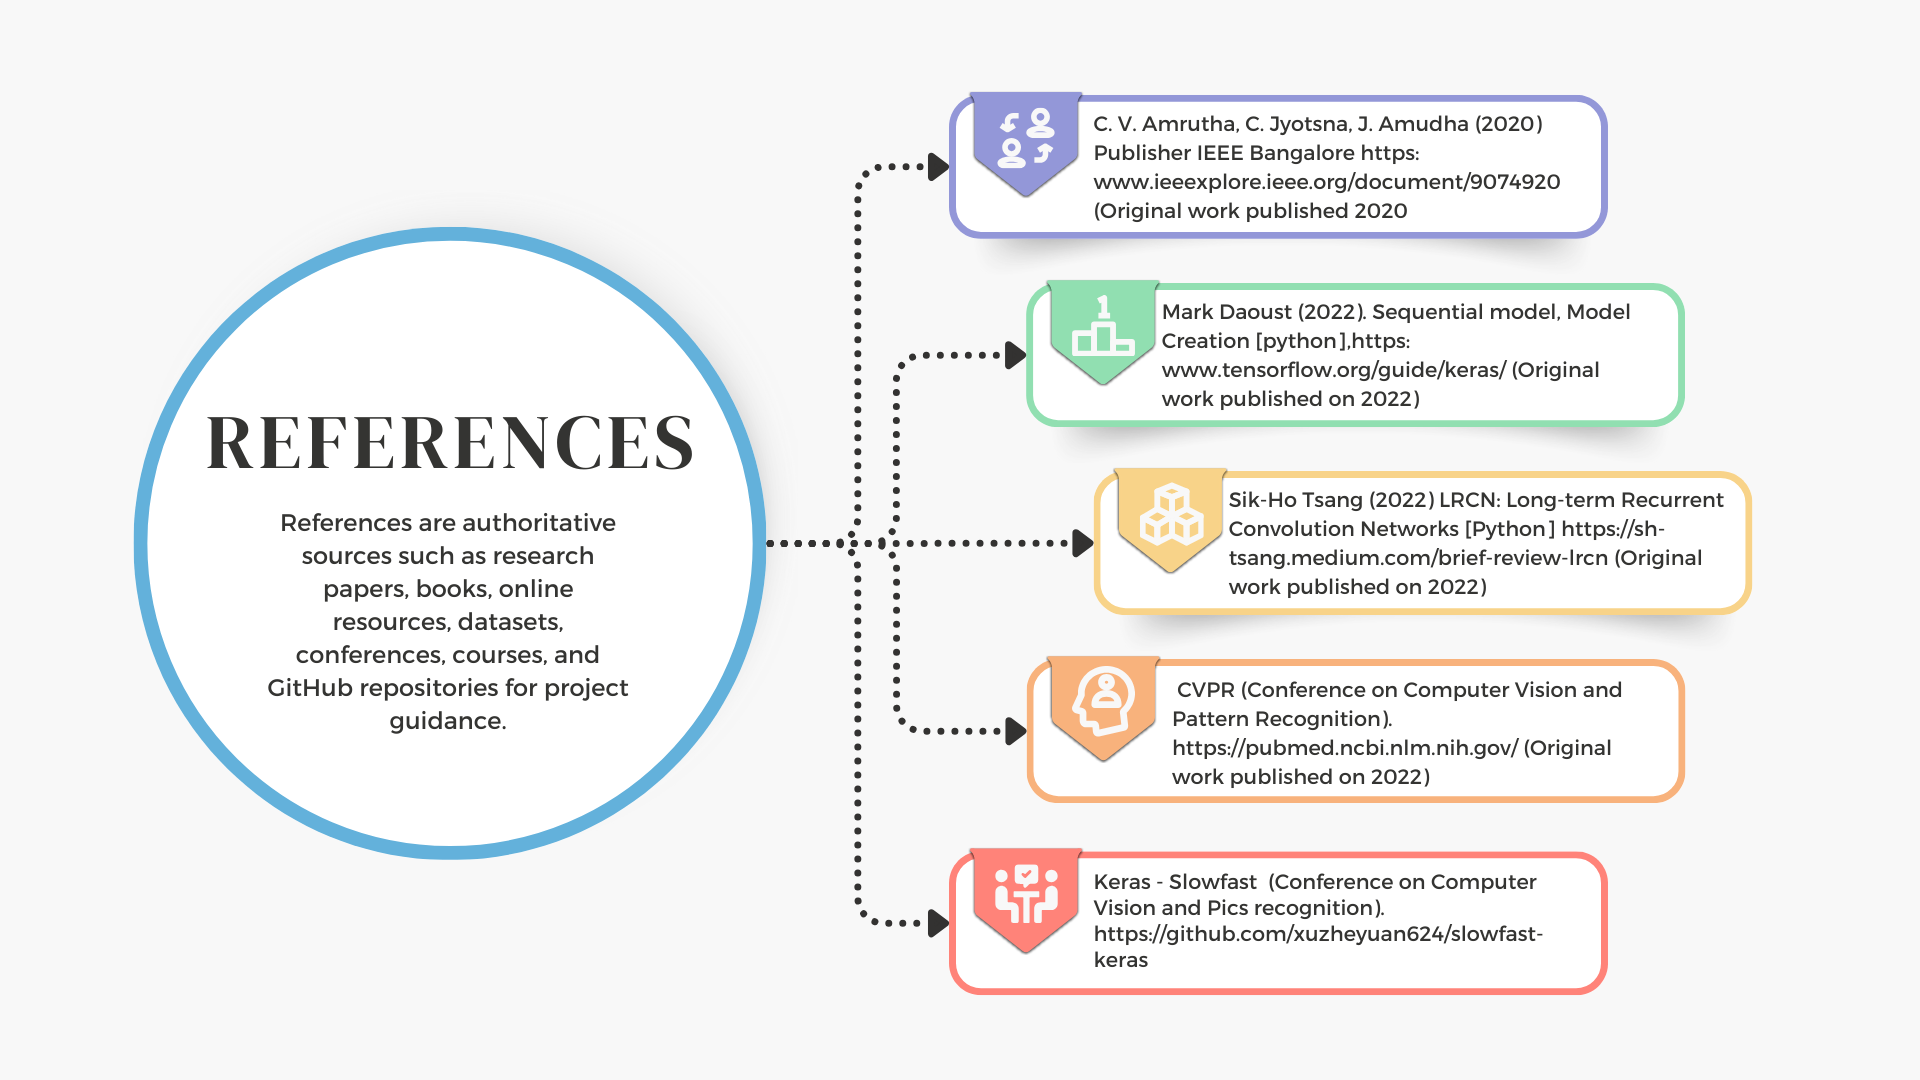 REFERENCES
References are authoritative
sources such as research
papers, books, online
resources, datasets,
conferences, courses, and
GitHub repositories for project
guidance.
C. V. Amrutha, C. Jyotsna, J. Amudha (2020)
Publisher IEEE Bangalore https:
www.ieeexplore.ieee.org/document/9074920
(Original work published 2020
1
Mark Daoust (2022). Sequential model, Model
Creation [python],https:
www.tensorflow.org/guide/keras/ (Original
work published on 2022)
Sik-Ho Tsang (2022) LRCN: Long-term Recurrent
Convolution Networks [Python] https://sh-
tsang.medium.com/brief-review-lrcn (Original
work published on 2022)
CVPR (Conference on Computer Vision and
Pattern Recognition).
https://pubmed.ncbi.nlm.nih.gov/ (Original
work published on 2022)
Keras - Slowfast (Conference on Computer
Vision and Pics recognition).
https://github.com/xuzheyuan624/slowfast-
keras